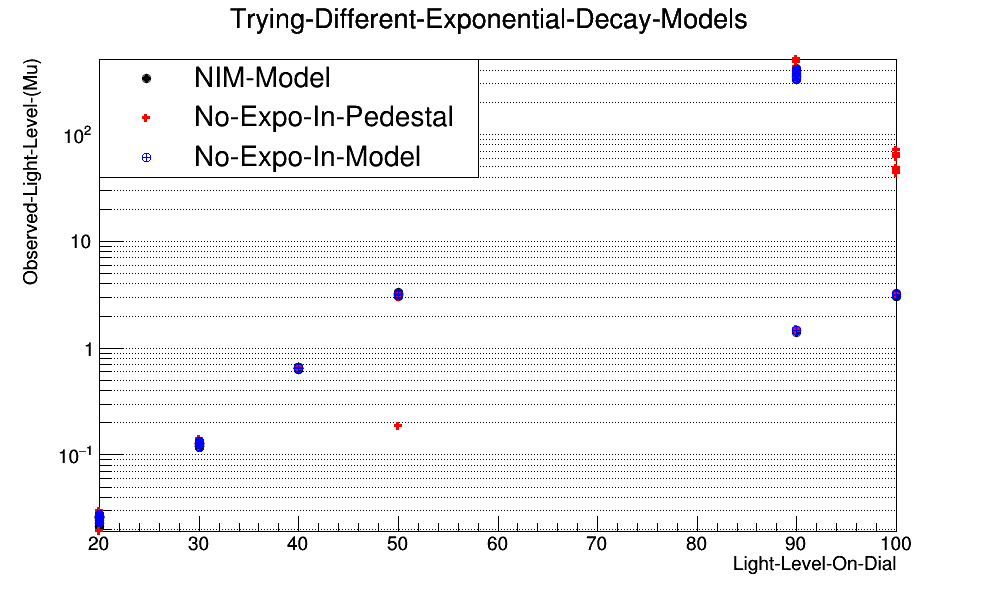 Trying-Different-Exponential-Decay-Models
Observed-Light-Level-(Mu)
NIM-Model
No-Expo-In-Pedestal
No-Expo-In-Model
10²
10
1
10⁻¹
20 30 40 50 60 70 80 90 100
Light-Level-On-Dial